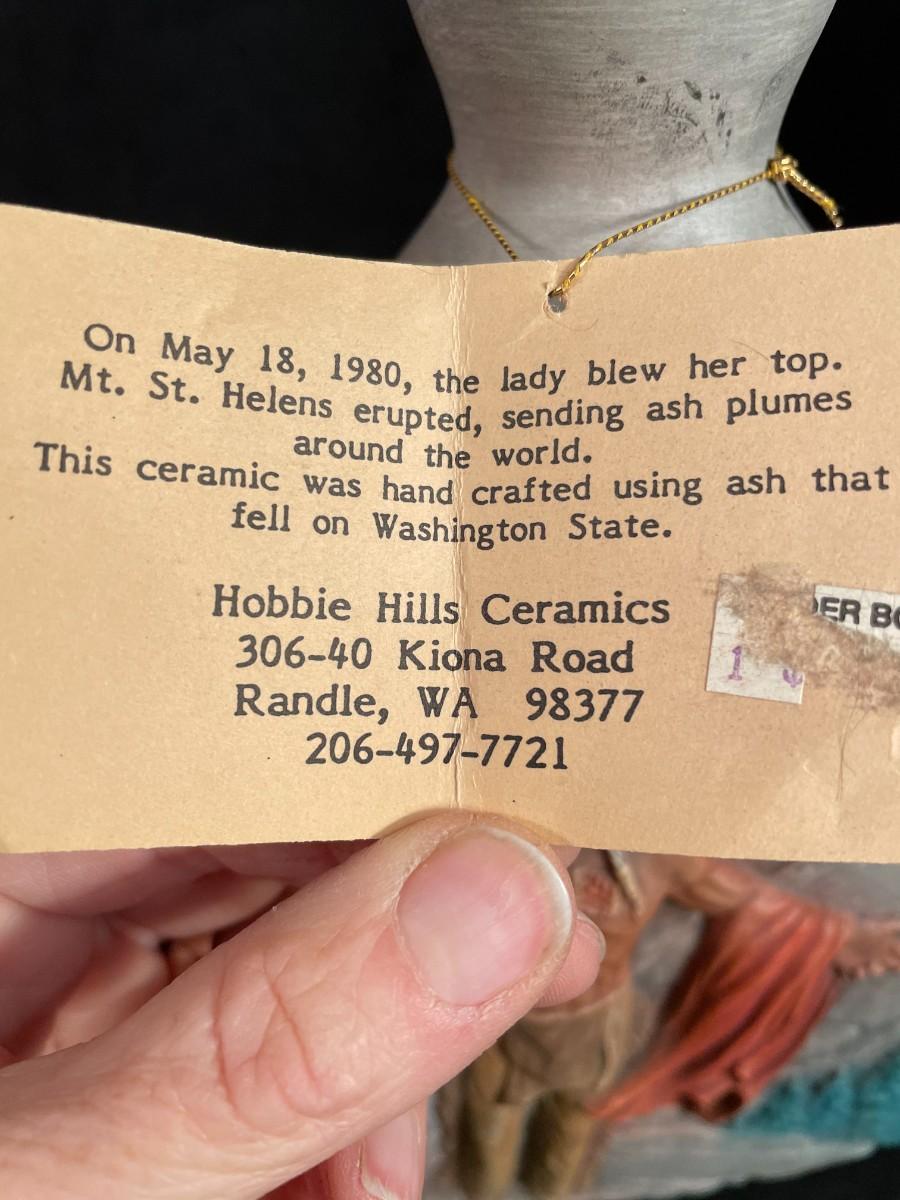 On May 18, 1980, the lady blew her top.
Mt. St. Helens erupted, sending ash plumes
around the world.
This ceramic was hand crafted using ash that
fell on Washington State.
Hobbie Hills Ceramics
306-40 Kiona Road
Randle, WA 98377
206-497-7721
1